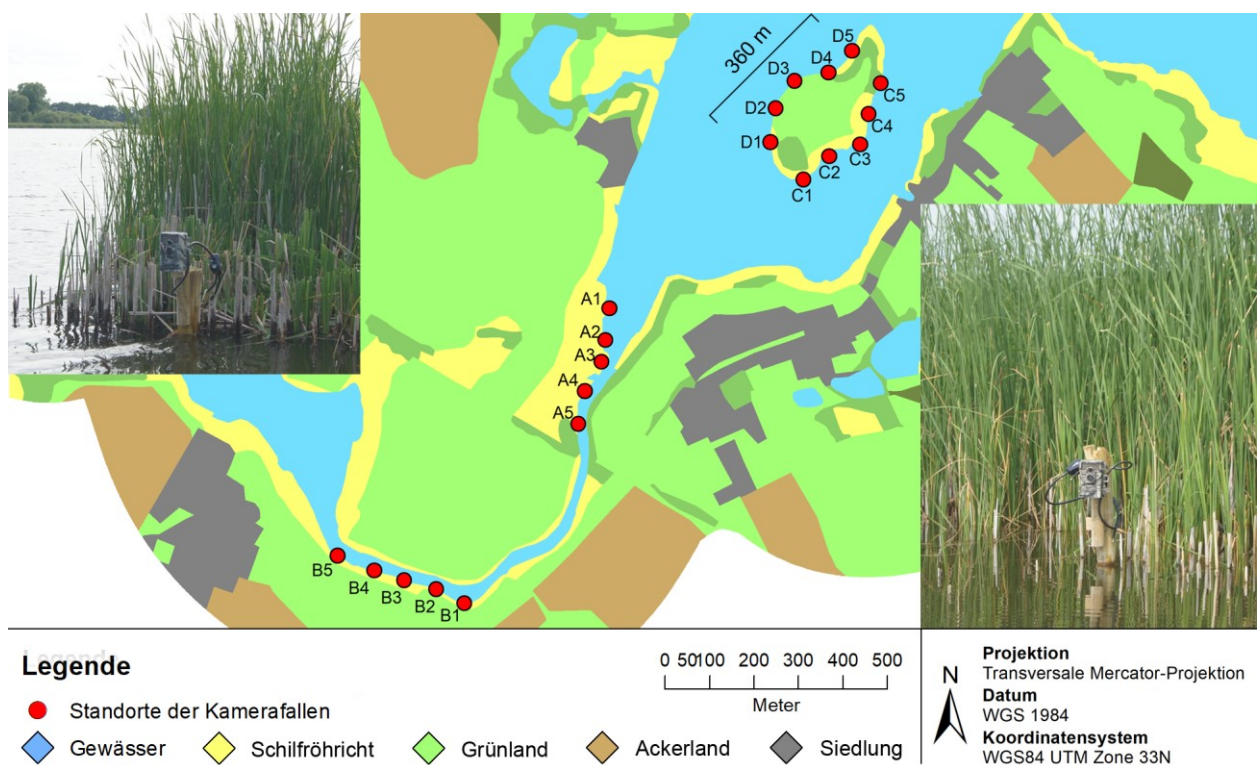 360 m
D5
D4
D3
C5
D2
C4
D1
C3
C2
C1
A1
A2
A3
A4
A5
B5
B4
B3
B2
B1
Legende
Standorte der Kamerafallen
Gewässer
Schilfröhricht
Grünland
Ackerland
Siedlung
0 50100 200 300 400 500
Meter
N
Projektion
Transversale Mercator-Projektion
Datum
WGS 1984
Koordinatensystem
WGS84 UTM Zone 33N